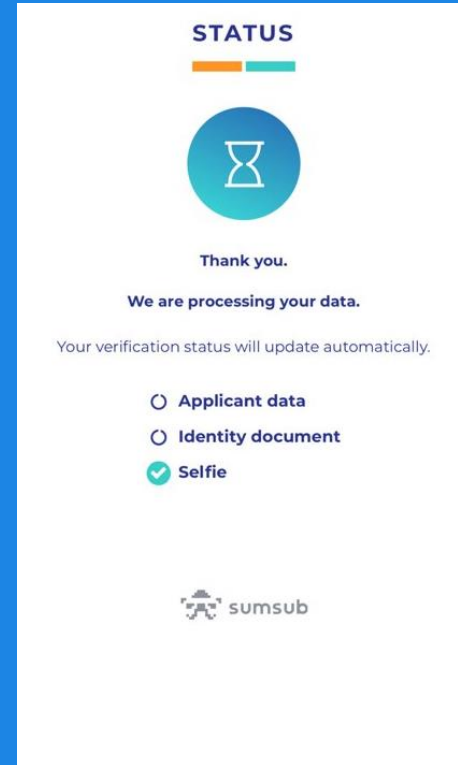 STATUS
Thank you.
We are processing your data.
Your verification status will update automatically.
Applicant data
Identity document
Selfie
sumsub